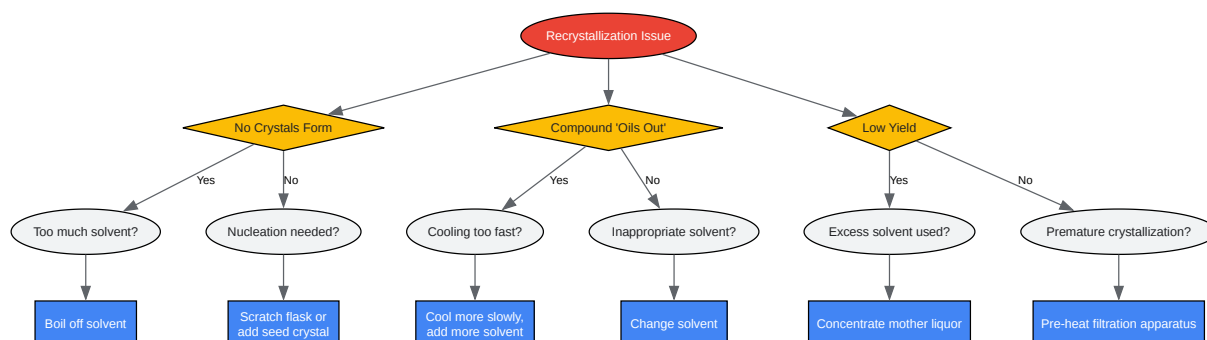 Recrystallization Issue
No Crystals Form
Compound 'Oils Out'
Low Yield
Yes
No
Yes
No
Yes
No
Too much solvent?
Nucleation needed?
Cooling too fast?
Inappropriate solvent?
Excess solvent used?
Premature crystallization?
Boil off solvent
Scratch flask or
add seed crystal
Cool more slowly,
add more solvent
Change solvent
Concentrate mother liquor
Pre-heat filtration apparatus